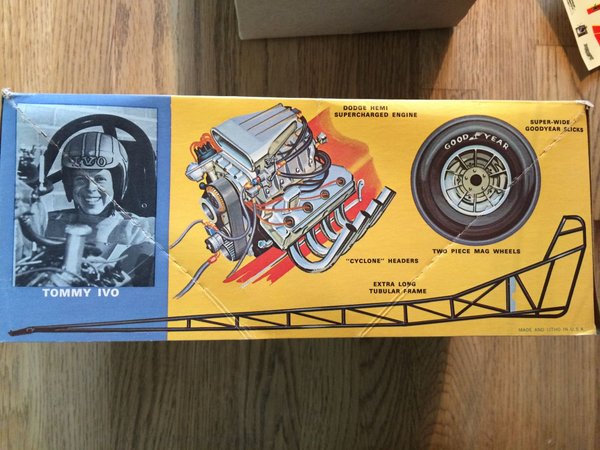 IVO
TOMMY IVO
DODGE HEMI
SUPERCHARGED ENGINE
"CYCLONE" HEADERS
EXTRA LONG
TUBULAR FRAME
GOOD YEAR
SUPER-WIDE
GOODYEAR SLICKS
TWO PIECE MAG WHEELS
MADE AND LITHO IN U.S.A.